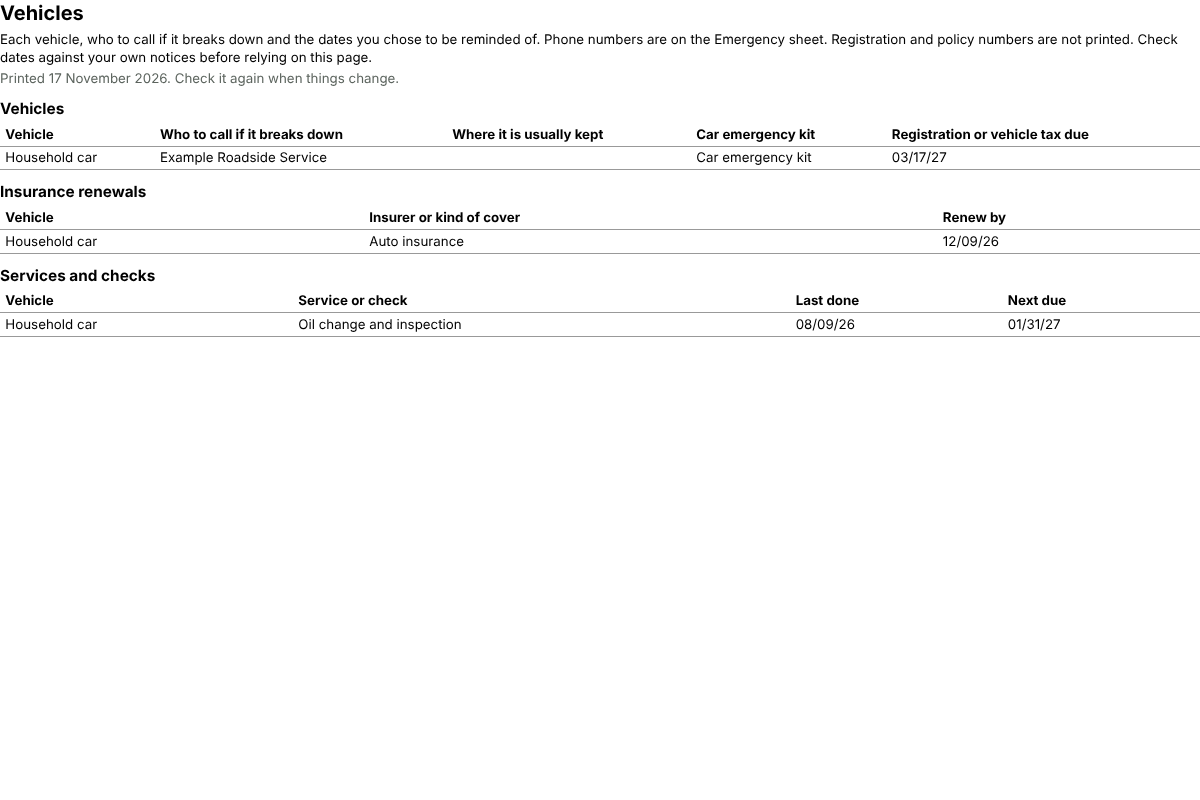 Vehicles
Each vehicle, who to call if it breaks down and the dates you chose to be reminded of. Phone numbers are on the Emergency sheet. Registration and policy numbers are not printed. Check
dates against your own notices before relying on this page.
Printed 17 November 2026. Check it again when things change.
Vehicles
Vehicle Who to call if it breaks down Where it is usually kept Car emergency kit Registration or vehicle tax due
Household car Example Roadside Service Car emergency kit 03/17/27
Insurance renewals
Vehicle Insurer or kind of cover Renew by
Household car Auto insurance 12/09/26
Services and checks
Vehicle Service or check Last done Next due
Household car Oil change and inspection 08/09/26 01/31/27